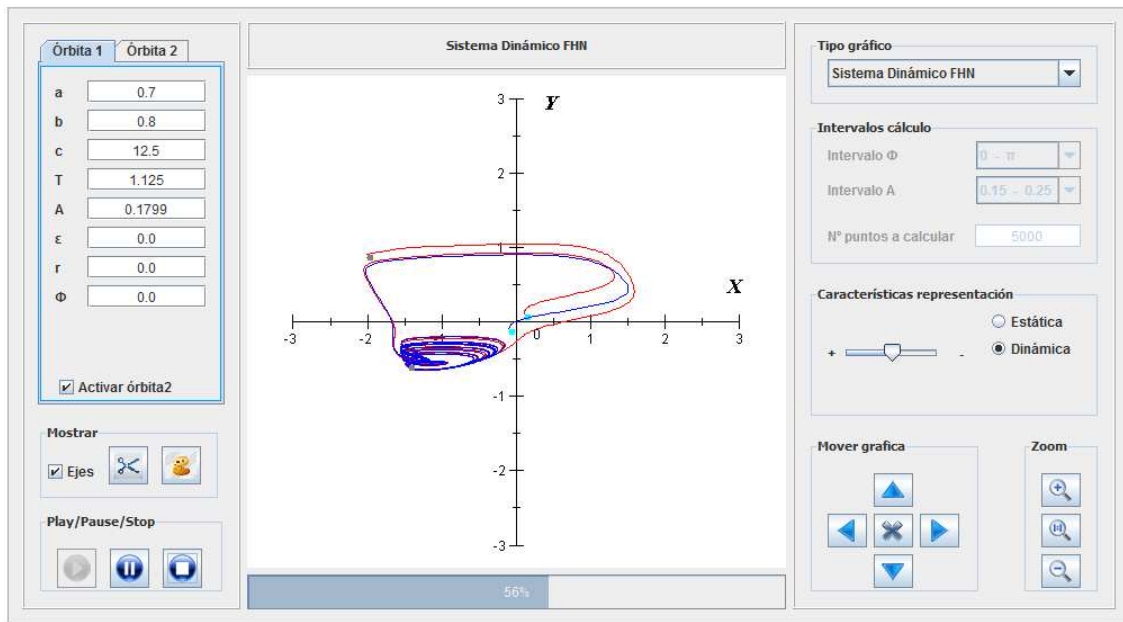 Órbita 1 Órbita 2
a 0.7
b 0.8
c 12.5
T 1.125
A 0.1799
ε 0.0
r 0.0
Φ 0.0
Activar órbita2
Mostrar
Ejes
Play/Pause/Stop
Sistema Dinámico FHN
3 Y
2
1
X
-3 -2 -1 0 1 2 3
-1
-2
-3
56%
Tipo gráfico
Sistema Dinámico FHN
Intervalos cálculo
Intervalo Φ 0 - π
Intervalo A 0.15 - 0.25
Nº puntos a calcular 5000
Características representación
Estática
+ - Dinámica
Mover grafica
Zoom